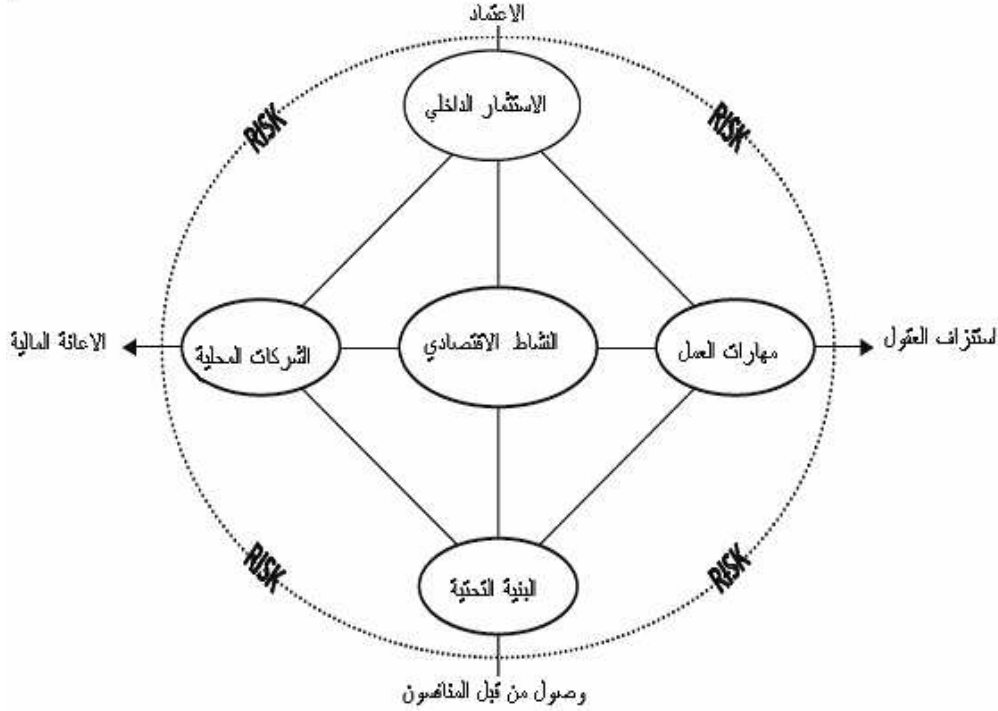 الاعتماد
الاستثمار الداخلي
RISK
RISK
الاعانة المالية
الشركات المحلية
النشاط الاقتصادي
مهارات العمل
استنزاف العقول
RISK
RISK
البنية التحتية
وصول من قبل المنافسون